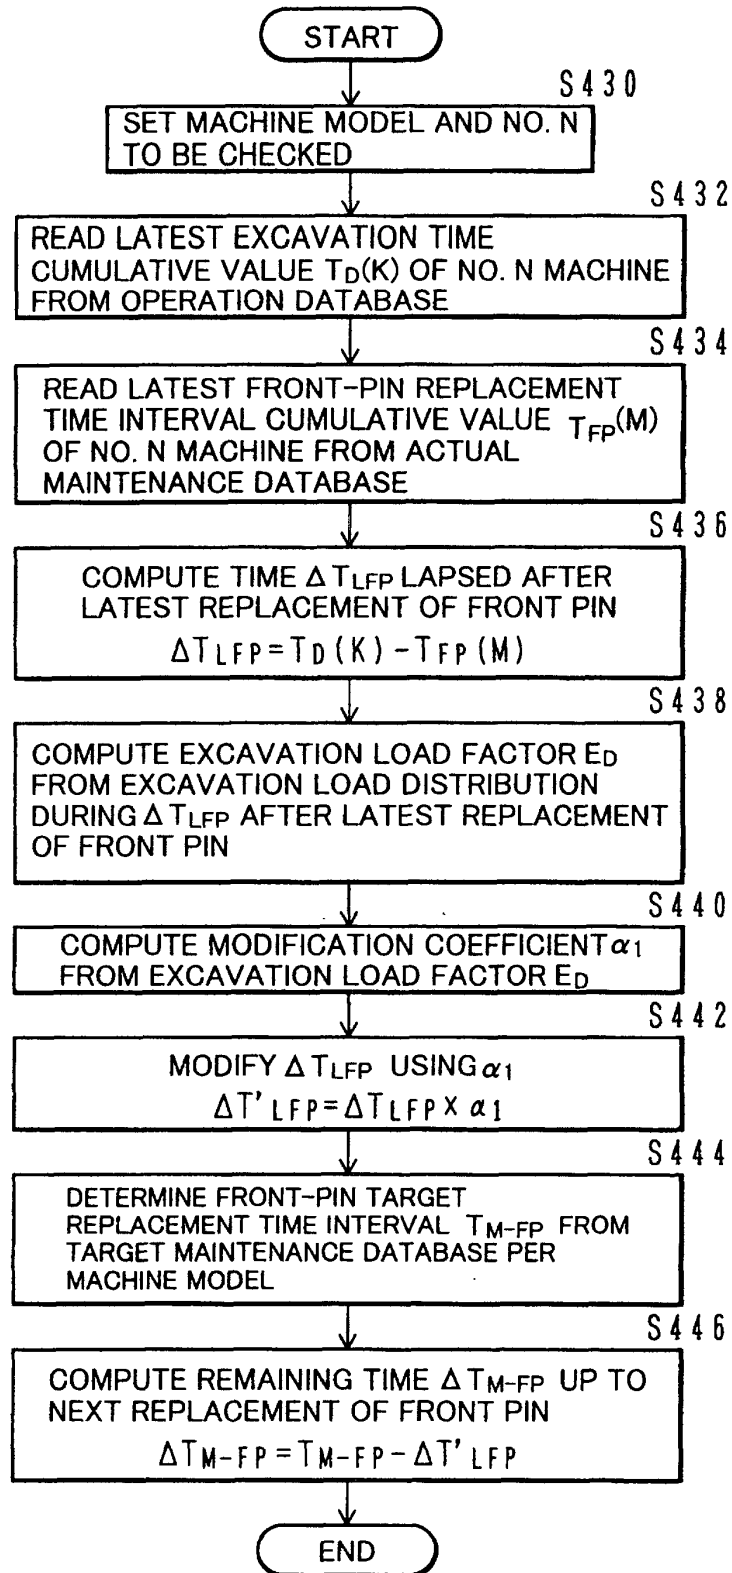 START
S430
SET MACHINE MODEL AND NO. N
TO BE CHECKED
S432
READ LATEST EXCAVATION TIME
CUMULATIVE VALUE TD(K) OF NO. N MACHINE
FROM OPERATION DATABASE
S434
READ LATEST FRONT-PIN REPLACEMENT
TIME INTERVAL CUMULATIVE VALUE TFP(M)
OF NO. N MACHINE FROM ACTUAL
MAINTENANCE DATABASE
S436
COMPUTE TIME ΔTLFP LAPSED AFTER
LATEST REPLACEMENT OF FRONT PIN
ΔTLFP=TD(K)-TFP(M)
S438
COMPUTE EXCAVATION LOAD FACTOR ED
FROM EXCAVATION LOAD DISTRIBUTION
DURING ΔTLFP AFTER LATEST REPLACEMENT
OF FRONT PIN
S440
COMPUTE MODIFICATION COEFFICIENT α1
FROM EXCAVATION LOAD FACTOR ED
S442
MODIFY ΔTLFP USING α1
ΔT'LFP=ΔTLFP×α1
S444
DETERMINE FRONT-PIN TARGET
REPLACEMENT TIME INTERVAL TM-FP FROM
TARGET MAINTENANCE DATABASE PER
MACHINE MODEL
S446
COMPUTE REMAINING TIME ΔTM-FP UP TO
NEXT REPLACEMENT OF FRONT PIN
ΔTM-FP=TM-FP-ΔT'LFP
END